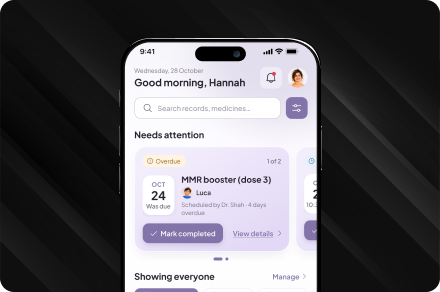 9:41
Wednesday, 28 October
Good morning, Hannah
Search records, medicines...
Needs attention
Overdue
1 of 2
OCT
24
Was due
MMR booster (dose 3)
Luca
Scheduled by Dr. Shah · 4 days
overdue
Mark completed
View details
Showing everyone
Manage